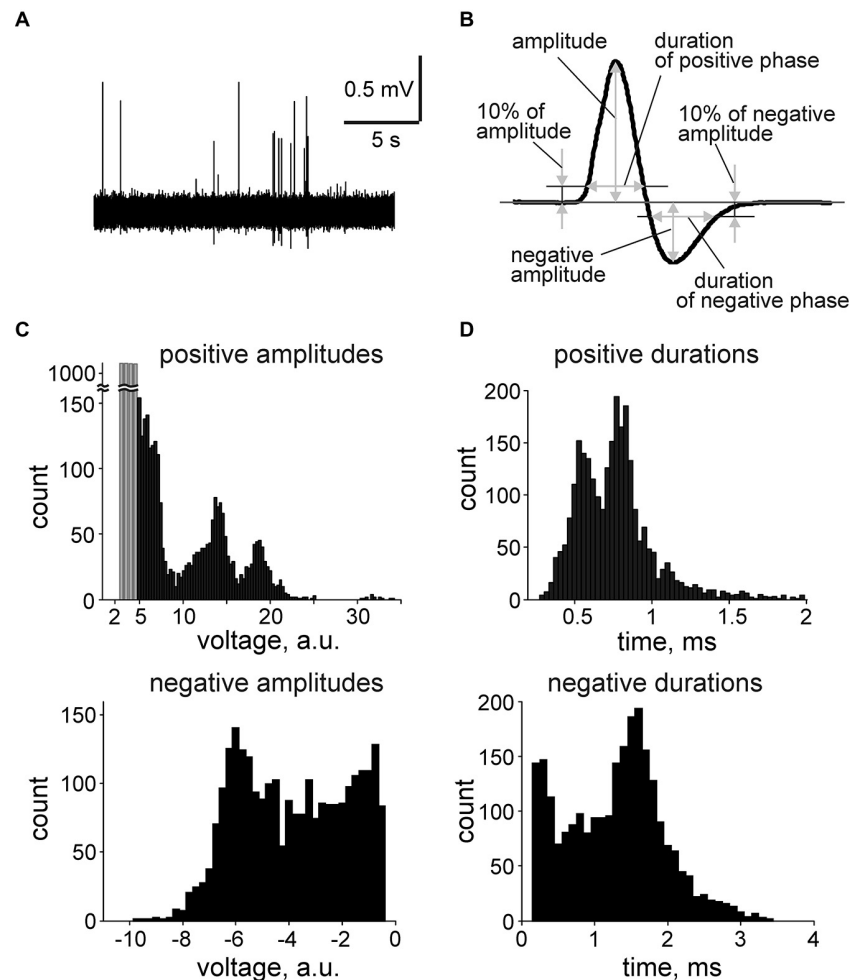 A
0.5 mV
5 s
B
amplitude
duration
of positive phase
10% of
amplitude
10% of negative
amplitude
negative
amplitude
duration
of negative phase
C
positive amplitudes
1000
150
100
50
0
count
2 5 10 20 30
voltage, a.u.
D
positive durations
200
150
100
50
0
count
0.5 1 1.5 2
time, ms
negative amplitudes
150
100
50
0
count
-10 -8 -6 -4 -2 0
voltage, a.u.
negative durations
200
150
100
50
0
count
0 1 2 3 4
time, ms